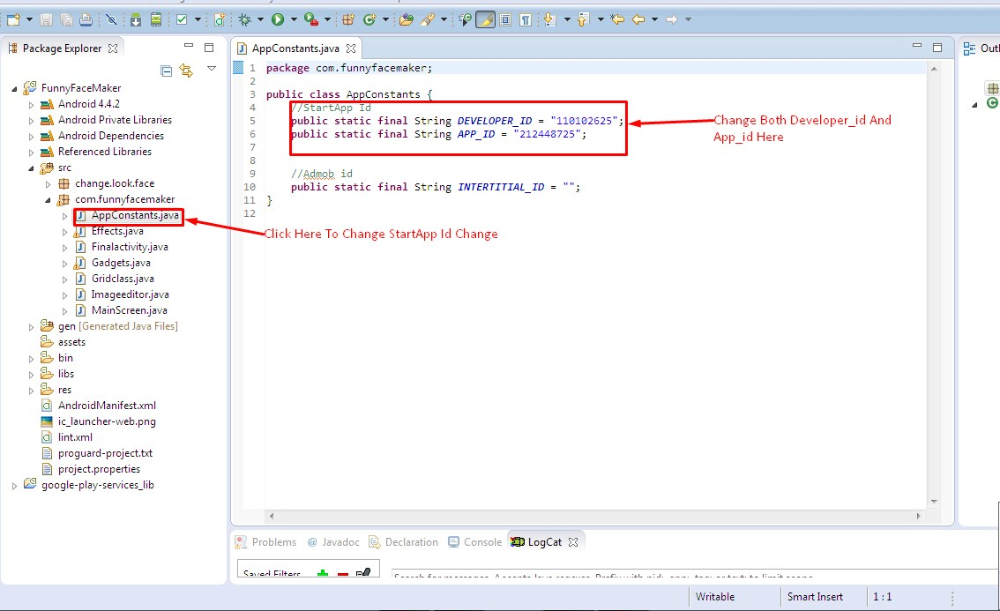 Package Explorer
FunnyFaceMaker
Android 4.4.2
Android Private Libraries
Android Dependencies
Referenced Libraries
src
change.look.face
com.funnyfacemaker
AppConstants.java
Effects.java
Finalactivity.java
Gadgets.java
Gridclass.java
Imageeditor.java
MainScreen.java
gen [Generated Java Files]
assets
bin
libs
res
AndroidManifest.xml
ic_launcher-web.png
lint.xml
proguard-project.txt
project.properties
google-play-services_lib
AppConstants.java
1 package com.funnyfacemaker;
2
3 public class AppConstants {
4 //StartApp Id
5 public static final String DEVELOPER_ID = "110102625";
6 public static final String APP_ID = "212448725";
7
8
9 //Admob id
10 public static final String INTERTITIAL_ID = "";
11 }
12
Change Both Developer_id And
App_id Here
Click Here To Change StartApp Id Change
Outl
Problems @ Javadoc Declaration Console LogCat
Saved Filters
Search for messages. Accepts Java regexes. Prefix with pid:, app:, tag: or text: to limit scope.
Writable Smart Insert 1 : 1